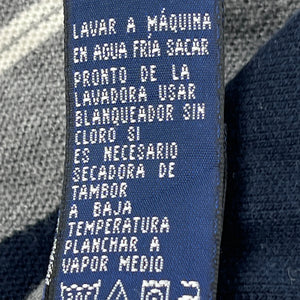 LAVAR A MÁQUINA
EN AGUA FRÍA SACAR
PRONTO DE LA
LAVADORA USAR
BLANQUEADOR SIN
CLORO SI
ES NECESARIO
SECADORA DE
TAMBOR
A BAJA
TEMPERATURA
PLANCHAR A
VAPOR MEDIO